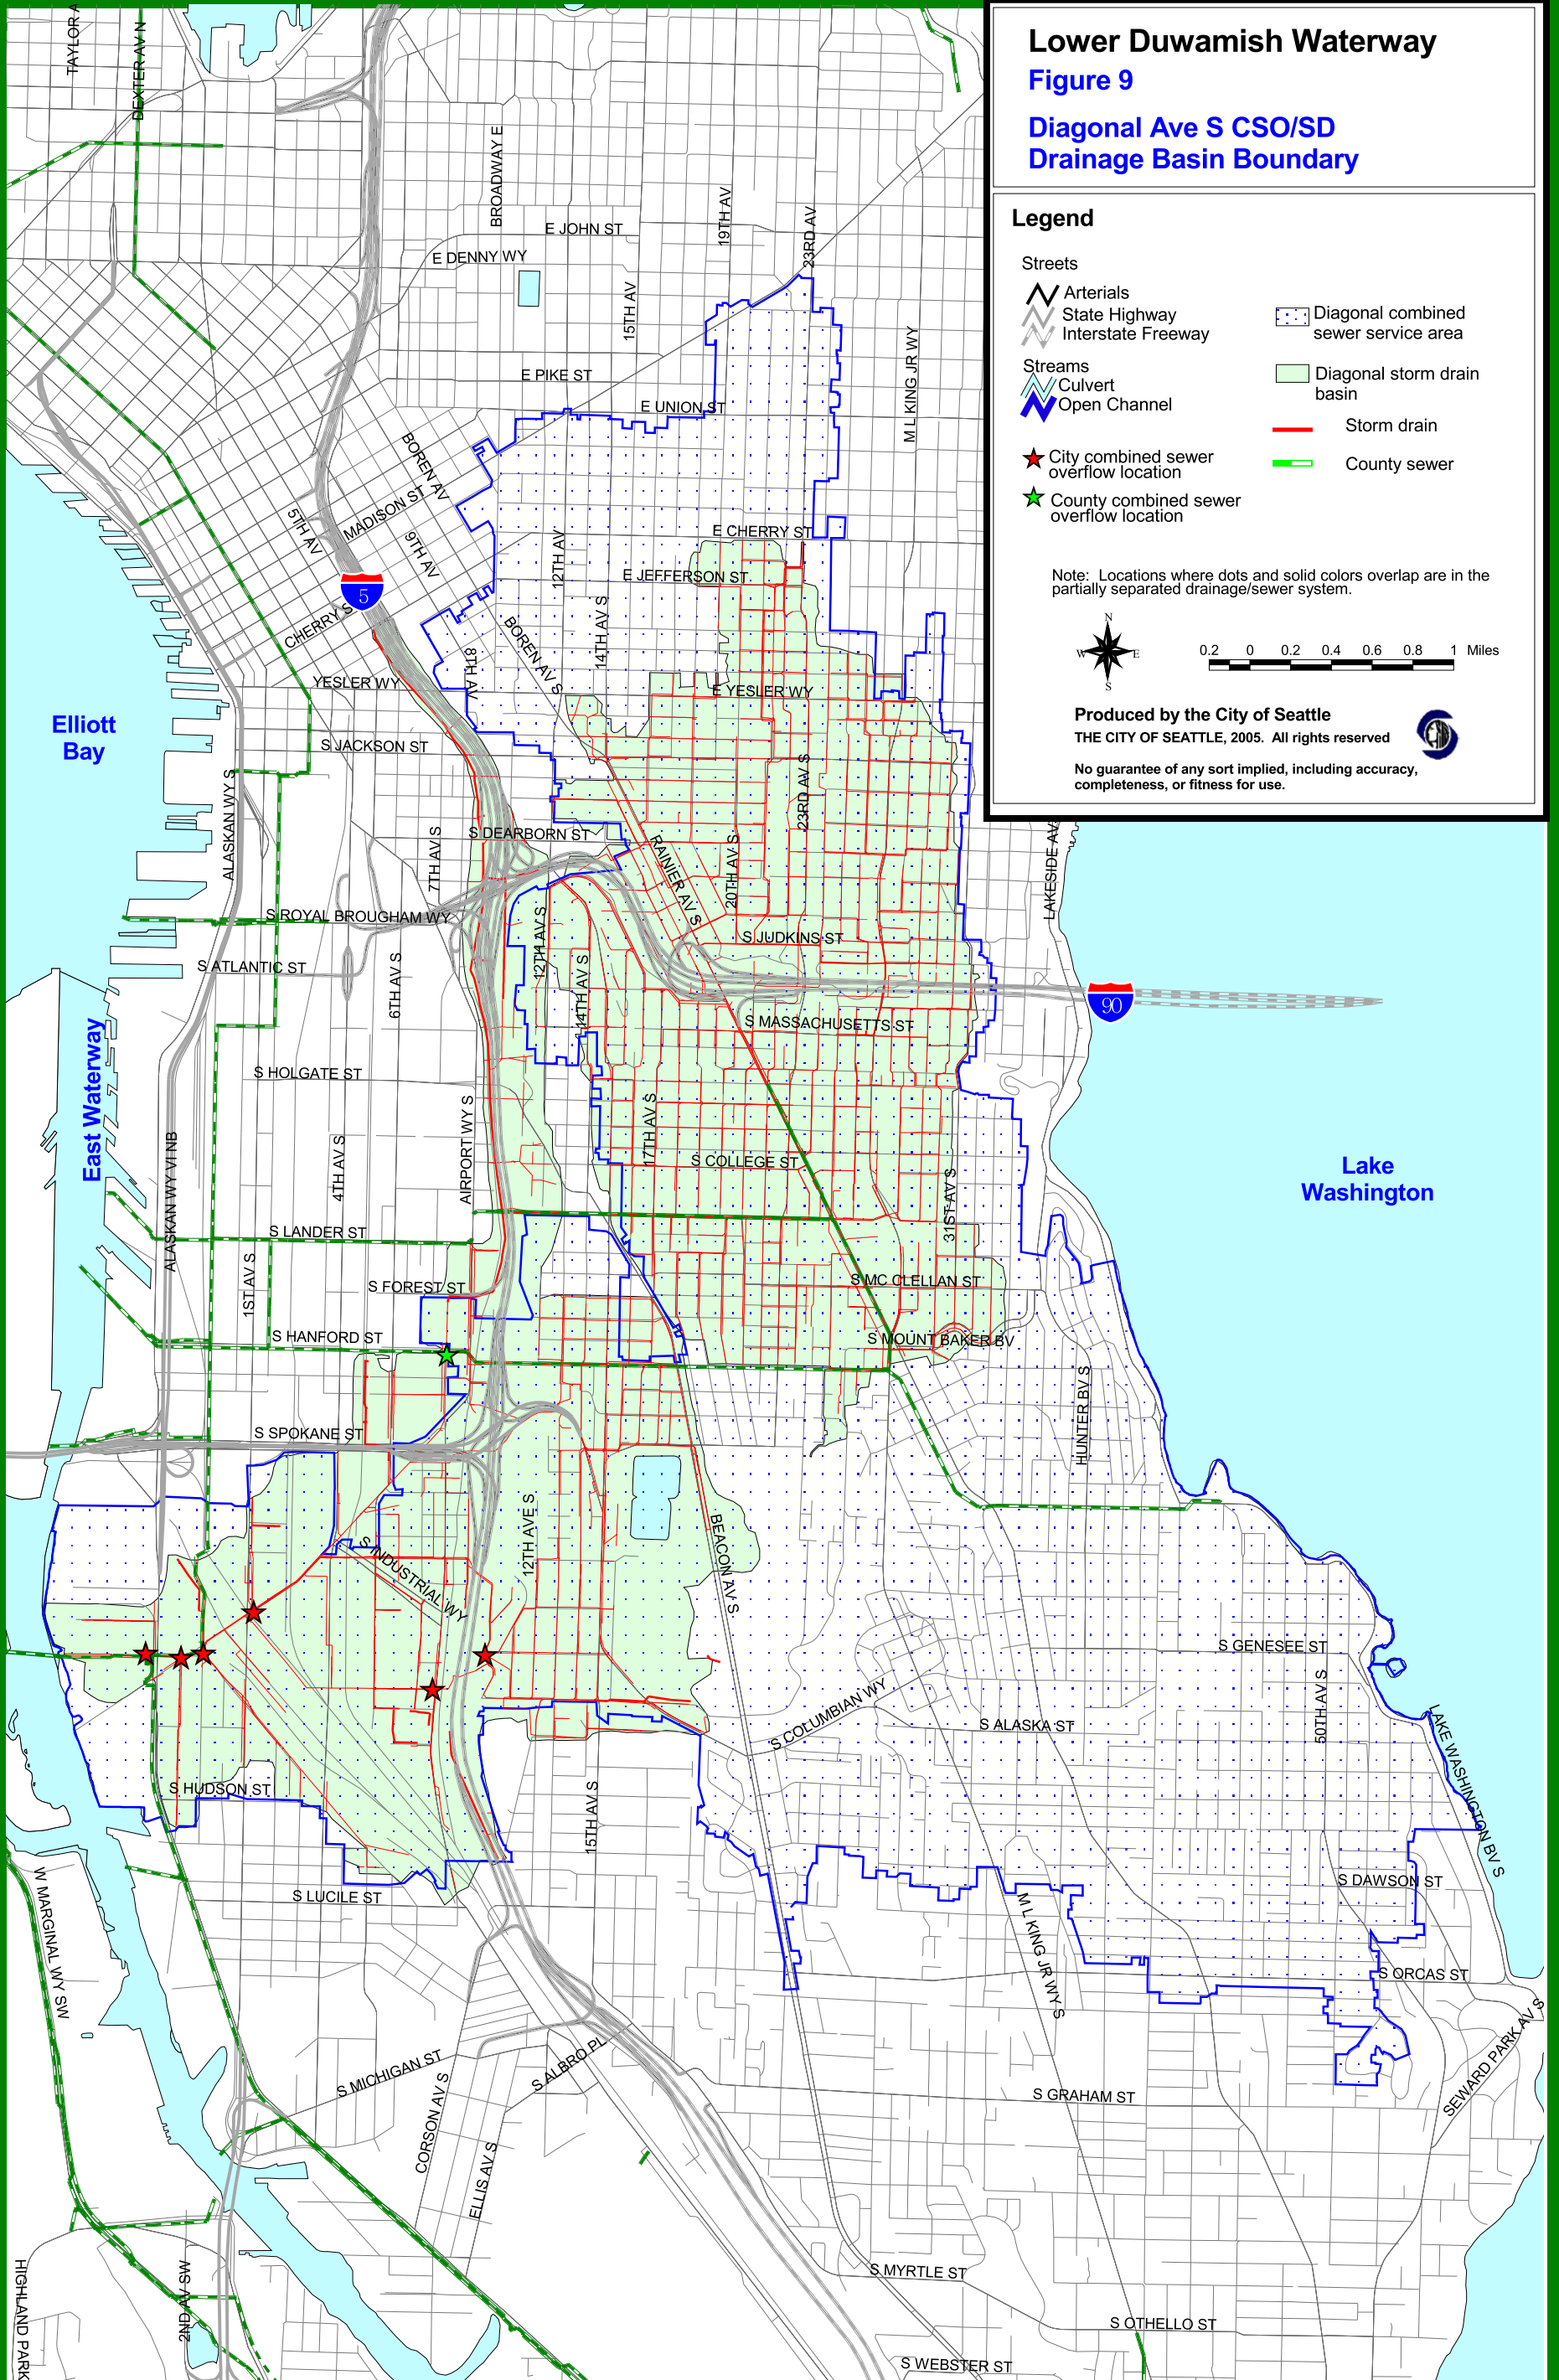 Lower Duwamish Waterway
Figure 9
Diagonal Ave S CSO/SD
Drainage Basin Boundary
Legend
Streets
Arterials
State Highway
Interstate Freeway
Streams
Culvert
Open Channel
City combined sewer
overflow location
County combined sewer
overflow location
Diagonal combined
sewer service area
Diagonal storm drain
basin
Storm drain
County sewer
Note: Locations where dots and solid colors overlap are in the
partially separated drainage/sewer system.
N
W
E
S
0.2 0 0.2 0.4 0.6 0.8 1 Miles
Produced by the City of Seattle
THE CITY OF SEATTLE, 2005. All rights reserved
No guarantee of any sort implied, including accuracy,
completeness, or fitness for use.
TAYLOR A
DEXTER AV N
BROADWAY E
19TH AV
23RD AV
E JOHN ST
E DENNY WY
15TH AV
M L KING JR WY
E PIKE ST
E UNION ST
BOREN AV
MADISON ST
5TH AV
9TH AV
E CHERRY ST
12TH AV
E JEFFERSON ST
5
CHERRY S
14TH AV S
BOREN AV S
8TH AV
YESLER WY
E YESLER WY
Elliott
Bay
S JACKSON ST
ALASKAN WY S
23RD AV S
S DEARBORN ST
7TH AV S
RAINIER AV S
20TH AV S
LAKESIDE AV
S ROYAL BROUGHAM WY
12TH AV S
S JUDKINS ST
S ATLANTIC ST
6TH AV S
14TH AV S
90
S MASSACHUSETTS ST
East Waterway
S HOLGATE ST
AIRPORT WY S
17TH AV S
4TH AV S
ALASKAN WY VI NB
S COLLEGE ST
31ST AV S
Lake
Washington
S LANDER ST
1ST AV S
S FOREST ST
S MC CLELLAN ST
S HANFORD ST
S MOUNT BAKER BV
HUNTER BV S
S SPOKANE ST
12TH AVE S
BEACON AV S
S INDUSTRIAL WY
S GENESEE ST
50TH AV S
S COLUMBIAN WY
S ALASKA ST
LAKE WASHINGTON BV S
S HUDSON ST
15TH AV S
S DAWSON ST
S LUCILE ST
W MARGINAL WY SW
M L KING JR WY S
S ORCAS ST
S MICHIGAN ST
S ALBRO PL
CORSON AV S
S GRAHAM ST
SEWARD PARK AV S
ELLIS AV S
S MYRTLE ST
HIGHLAND PARK
2ND AV SW
S OTHELLO ST
S WEBSTER ST